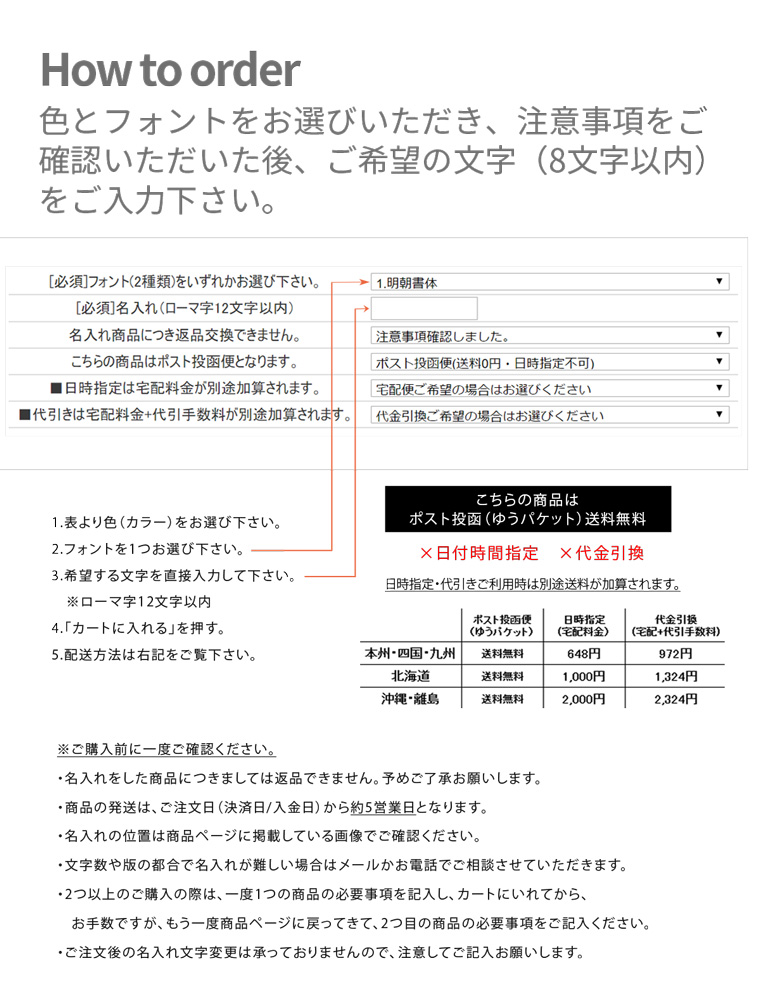 How to order
色とフォントをお選びいただき、注意事項をご
確認いただいた後、ご希望の文字（8文字以内）
をご入力下さい。
［必須］フォント（2種類）をいずれかお選び下さい。 1.明朝書体
［必須］名入れ（ローマ字12文字以内）
名入れ商品につき返品交換できません。 注意事項確認しました。
こちらの商品はポスト投函便となります。 ポスト投函便(送料0円・日時指定不可)
■日時指定は宅配料金が別途加算されます。 宅配便ご希望の場合はお選びください
■代引きは宅配料金+代引手数料が別途加算されます。 代金引換ご希望の場合はお選びください
1.表より色（カラー）をお選び下さい。
2.フォントを1つお選び下さい。
3.希望する文字を直接入力して下さい。
※ローマ字12文字以内
4.「カートに入れる」を押す。
5.配送方法は右記をご覧下さい。
こちらの商品は
ポスト投函（ゆうパケット）送料無料
×日付時間指定 ×代金引換
日時指定・代引きご利用時は別途送料が加算されます。
ポスト投函便 日時指定 代金引換
（ゆうパケット） （宅配料金） （宅配+代引手数料）
本州・四国・九州 送料無料 648円 972円
北海道 送料無料 1,000円 1,324円
沖縄・離島 送料無料 2,000円 2,324円
※ご購入前に一度ご確認ください。
・名入れをした商品につきましては返品できません。予めご了承お願いします。
・商品の発送は、ご注文日（決済日/入金日）から約5営業日となります。
・名入れの位置は商品ページに掲載している画像でご確認ください。
・文字数や版の都合で名入れが難しい場合はメールかお電話でご相談させていただきます。
・2つ以上のご購入の際は、一度1つの商品の必要事項を記入し、カートにいれてから、
お手数ですが、もう一度商品ページに戻ってきて、2つ目の商品の必要事項をご記入ください。
・ご注文後の名入れ文字変更は承っておりませんので、注意してご記入お願いします。